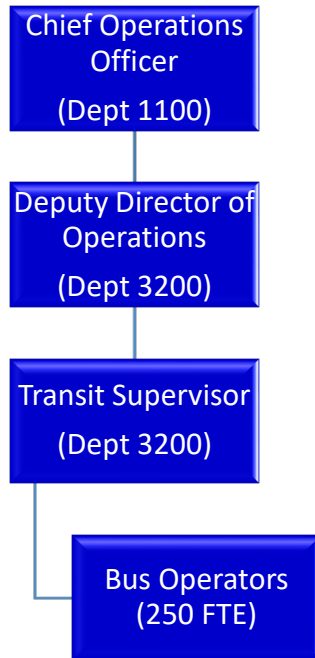 Chief Operations
Officer
(Dept 1100)
Deputy Director of
Operations
(Dept 3200)
Transit Supervisor
(Dept 3200)
Bus Operators
(250 FTE)